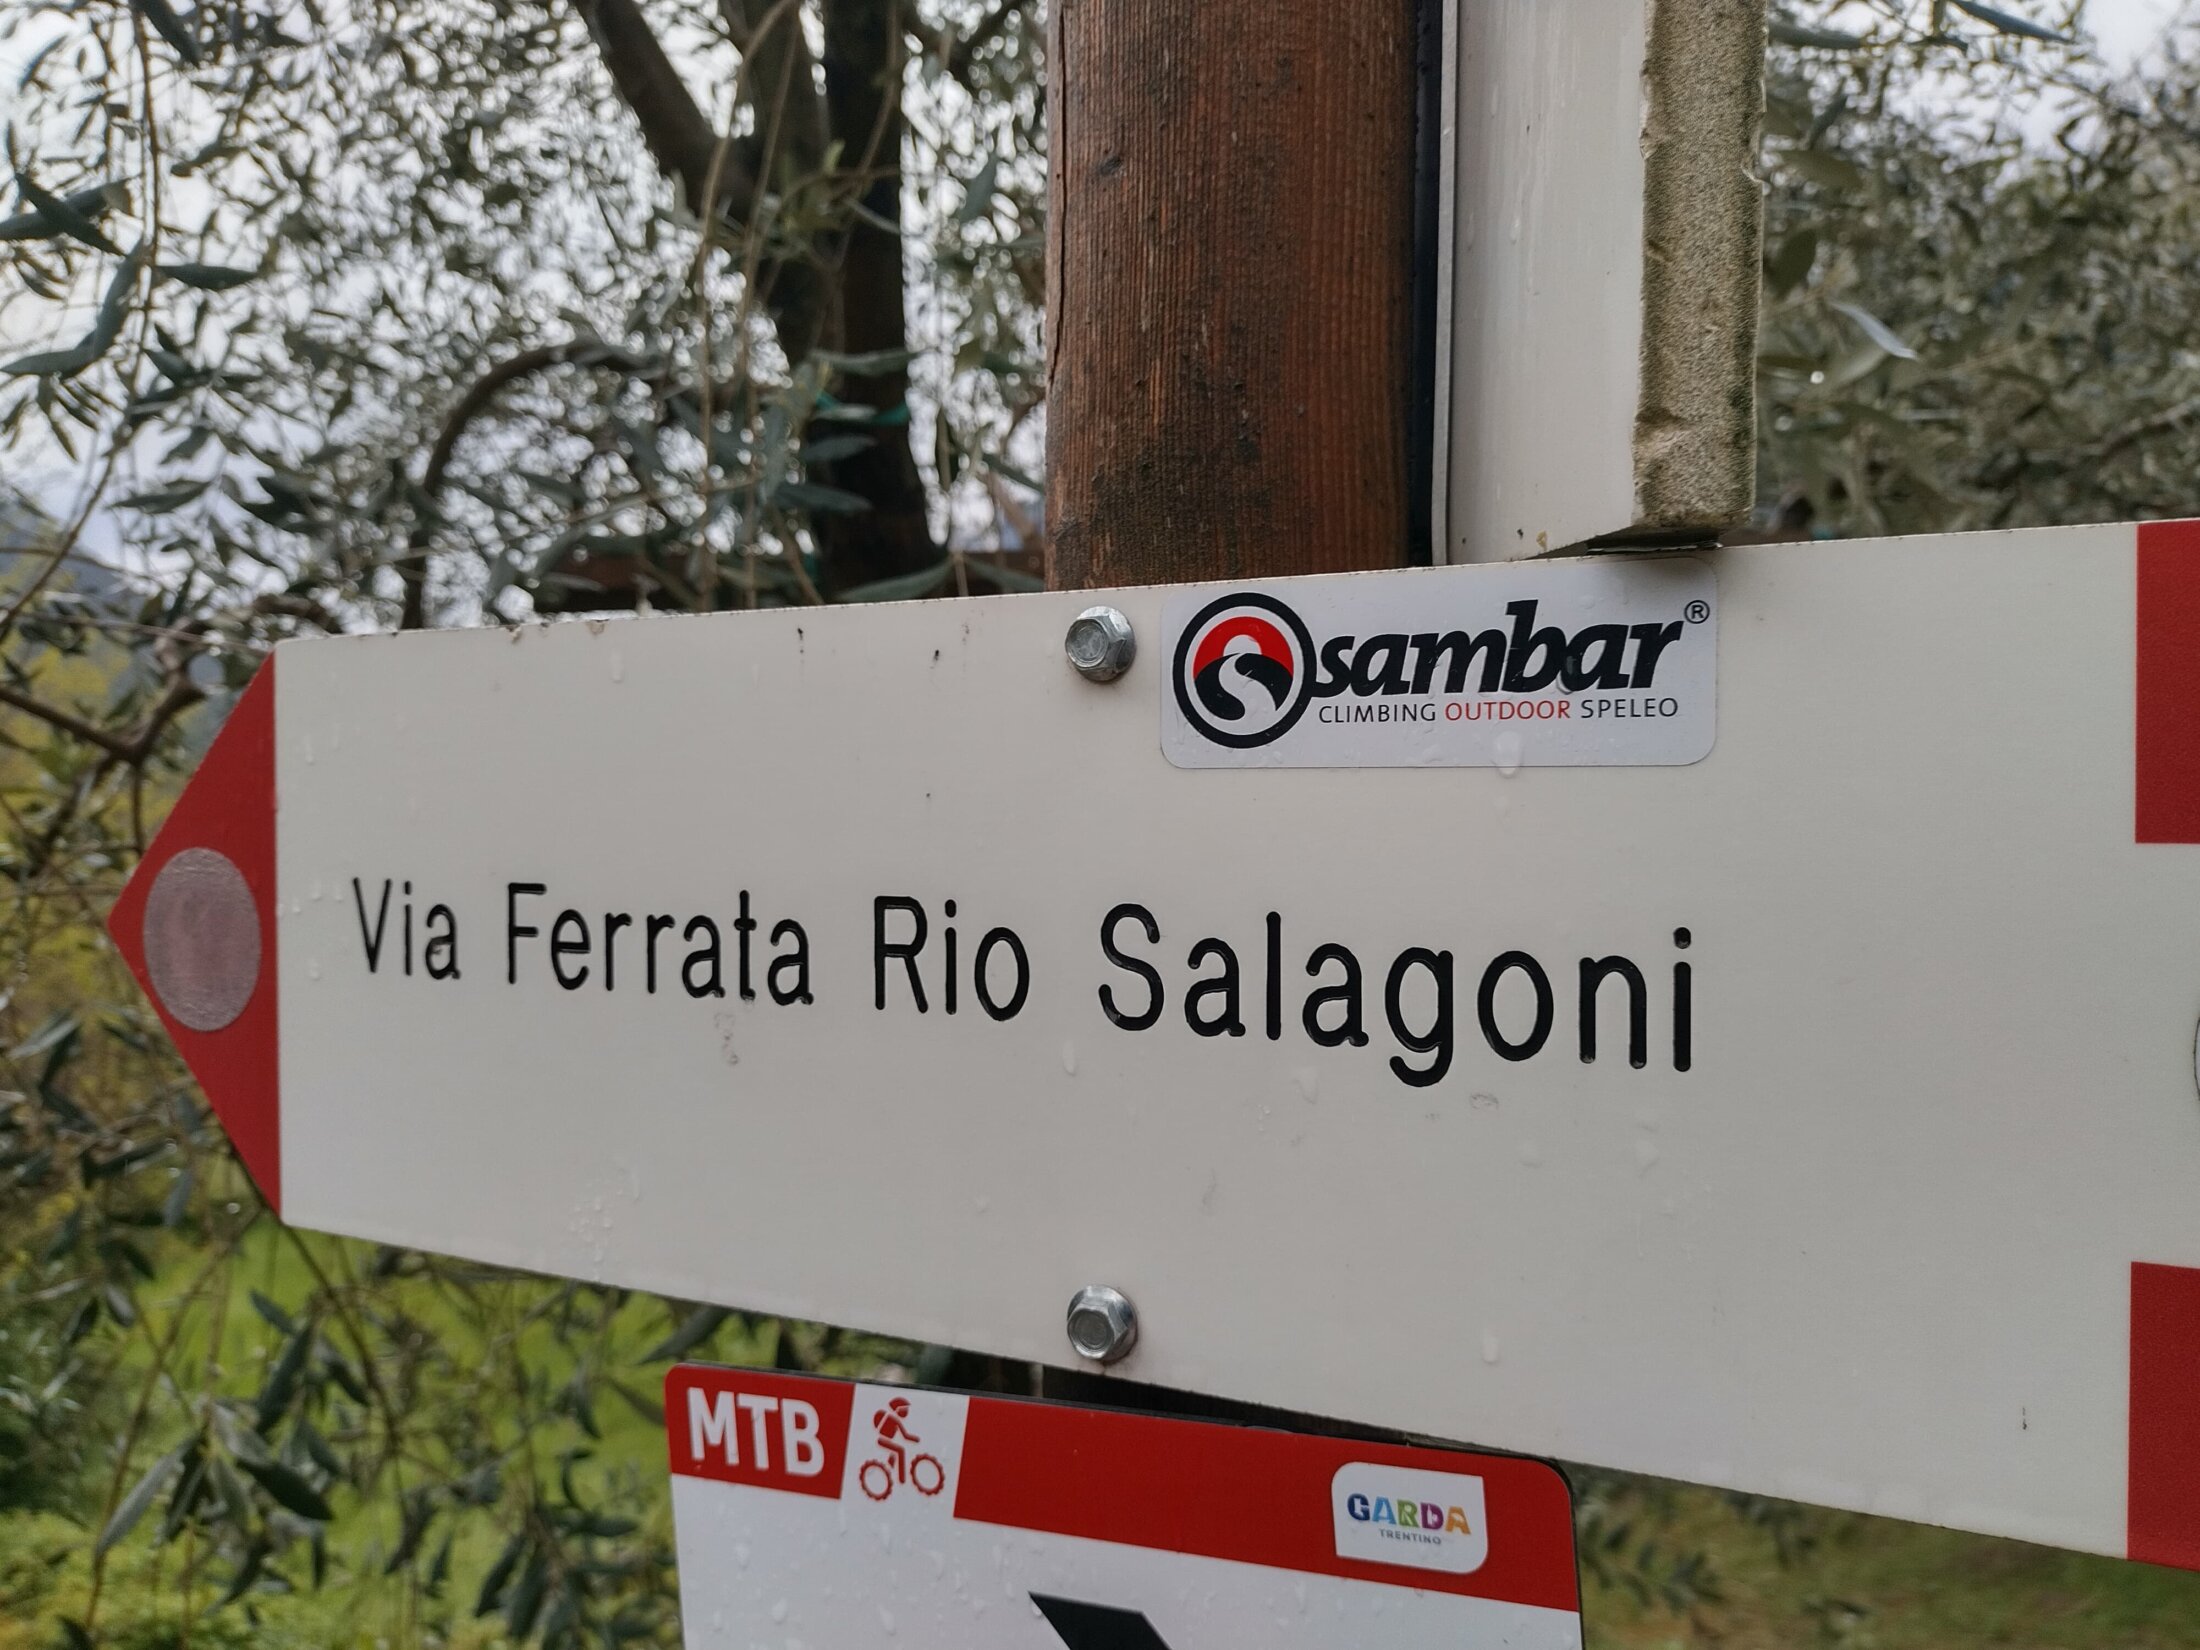 sambar®
CLIMBING OUTDOOR SPELEO
Via Ferrata Rio Salagoni
MTB
GARDA
TRENTINO